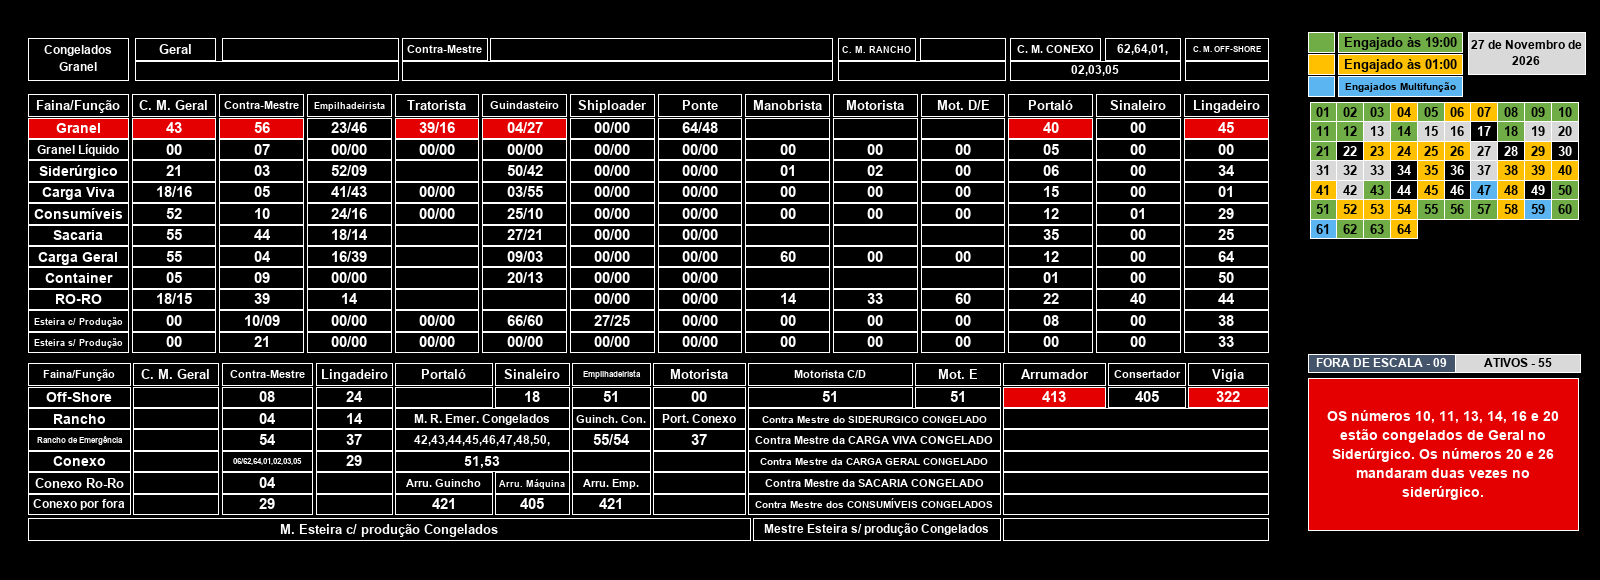 Congelados Granel
Geral
Contra-Mestre
C. M. RANCHO
C. M. CONEXO 62,64,01,
02,03,05
C. M. OFF-SHORE
Faina/Função C. M. Geral Contra-Mestre Empilhadeirista Tratorista Guindasteiro Shiploader Ponte Manobrista Motorista Mot. D/E Portaló Sinaleiro Lingadeiro
Granel 43 56 23/46 39/16 04/27 00/00 64/48 40 00 45
Granel Líquido 00 07 00/00 00/00 00/00 00/00 00/00 00 00 00 05 00 00
Siderúrgico 21 03 52/09 50/42 00/00 00/00 01 02 00 06 00 34
Carga Viva 18/16 05 41/43 00/00 03/55 00/00 00/00 00 00 00 15 00 01
Consumíveis 52 10 24/16 00/00 25/10 00/00 00/00 00 00 00 12 01 29
Sacaria 55 44 18/14 27/21 00/00 00/00 35 00 25
Carga Geral 55 04 16/39 09/03 00/00 00/00 60 00 00 12 00 64
Container 05 09 00/00 20/13 00/00 00/00 01 00 50
RO-RO 18/15 39 14 00/00 00/00 14 33 60 22 40 44
Esteira c/ Produção 00 10/09 00/00 00/00 66/60 27/25 00/00 00 00 00 08 00 38
Esteira s/ Produção 00 21 00/00 00/00 00/00 00/00 00/00 00 00 00 00 00 33
Faina/Função C. M. Geral Contra-Mestre Lingadeiro Portaló Sinaleiro Empilhadeirista Motorista Motorista C/D Mot. E Arrumador Consertador Vigia
Off-Shore 08 24 18 51 00 51 51 413 405 322
Rancho 04 14 M. R. Emer. Congelados Guinch. Con. Port. Conexo Contra Mestre do SIDERURGICO CONGELADO
Rancho de Emergência 54 37 42,43,44,45,46,47,48,50, 55/54 37 Contra Mestre da CARGA VIVA CONGELADO
Conexo 06/62,64,01,02,03,05 29 51,53 Contra Mestre da CARGA GERAL CONGELADO
Conexo Ro-Ro 04 Arru. Guincho Arru. Máquina Arru. Emp. Contra Mestre da SACARIA CONGELADO
Conexo por fora 29 421 405 421 Contra Mestre dos CONSUMÍVEIS CONGELADOS
M. Esteira c/ produção Congelados Mestre Esteira s/ produção Congelados
Engajado às 19:00
Engajado às 01:00
Engajados Multifunção
27 de Novembro de
2026
01 02 03 04 05 06 07 08 09 10
11 12 13 14 15 16 17 18 19 20
21 22 23 24 25 26 27 28 29 30
31 32 33 34 35 36 37 38 39 40
41 42 43 44 45 46 47 48 49 50
51 52 53 54 55 56 57 58 59 60
61 62 63 64
FORA DE ESCALA - 09 ATIVOS - 55
OS números 10, 11, 13, 14, 16 e 20
estão congelados de Geral no
Siderúrgico. Os números 20 e 26
mandaram duas vezes no
siderúrgico.